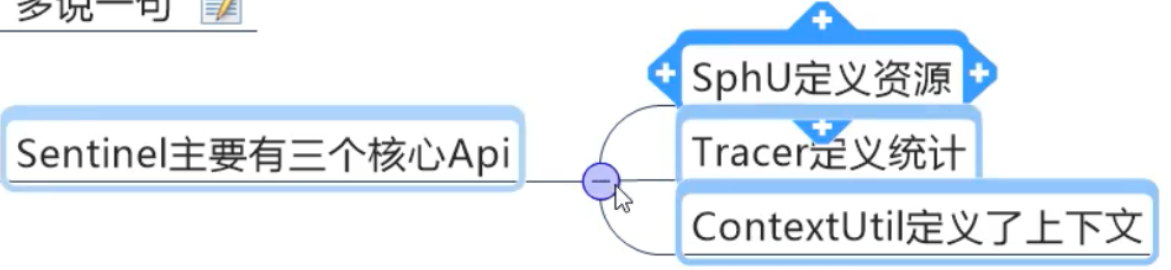 多说一句
SphU定义资源
Sentinel主要有三个核心Api
Tracer定义统计
ContextUtil定义了上下文